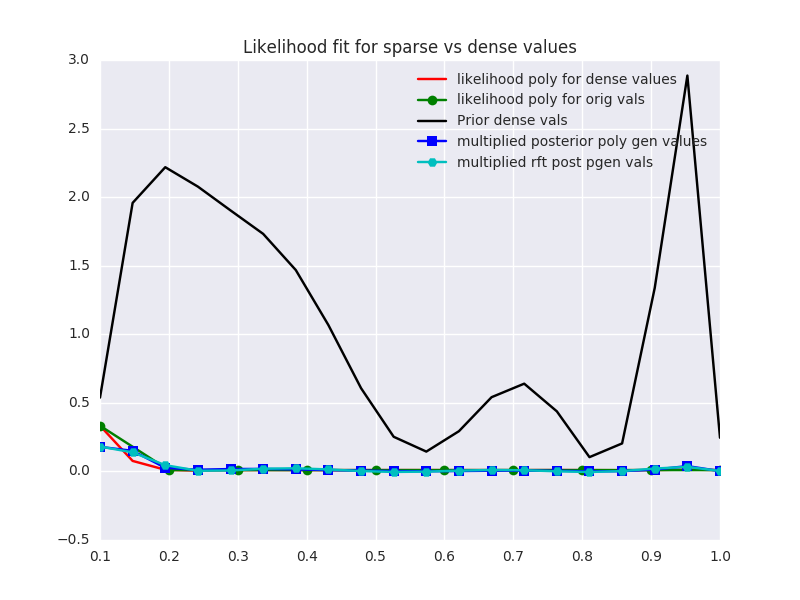 Likelihood fit for sparse vs dense values
3.0
2.5
2.0
1.5
1.0
0.5
0.0
−0.5
likelihood poly for dense values
likelihood poly for orig vals
Prior dense vals
multiplied posterior poly gen values
multiplied rft post pgen vals
0.1 0.2 0.3 0.4 0.5 0.6 0.7 0.8 0.9 1.0